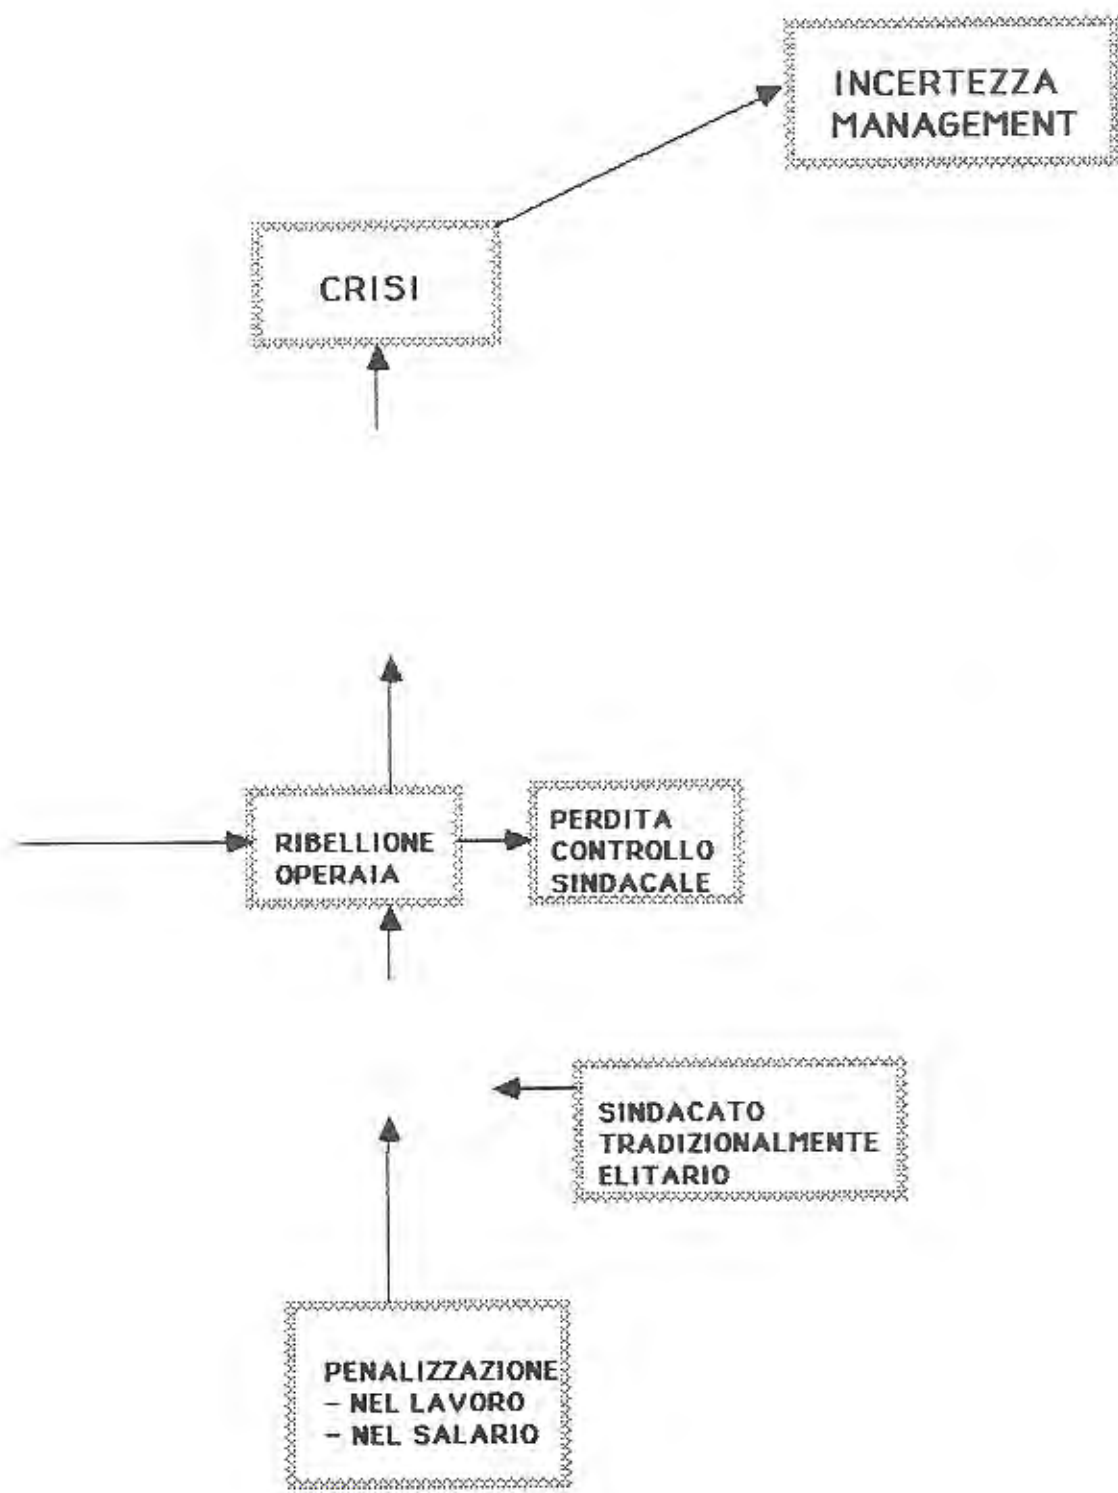 INCERTEZZA
MANAGEMENT
CRISI
RIBELLIONE
OPERAIA
PERDITA
CONTROLLO
SINDACALE
SINDACATO
TRADIZIONALMENTE
ELITARIO
PENALIZZAZIONE
- NEL LAVORO
- NEL SALARIO